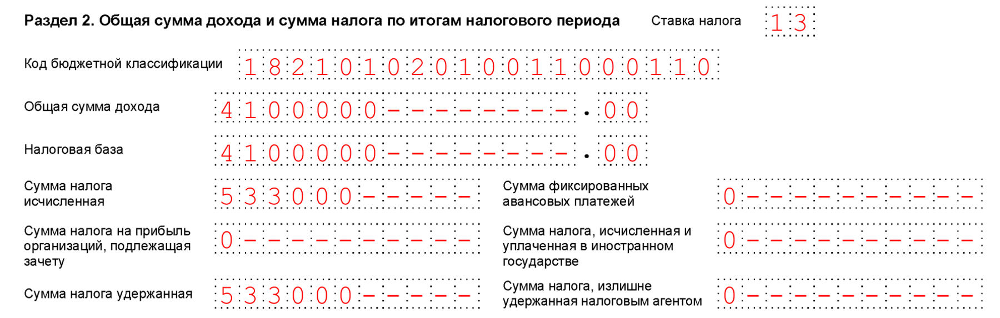 Раздел 2. Общая сумма дохода и сумма налога по итогам налогового периода Ставка налога 13
Код бюджетной классификации 18210102010011000110
Общая сумма дохода 4100000--------.00
Налоговая база 4100000--------.00
Сумма налога
исчисленная 533000-----
Сумма фиксированных
авансовых платежей 0----------
Сумма налога на прибыль
организаций, подлежащая
зачету 0----------
Сумма налога, исчисленная и
уплаченная в иностранном
государстве 0----------
Сумма налога удержанная 533000-----
Сумма налога, излишне
удержанная налоговым агентом 0----------